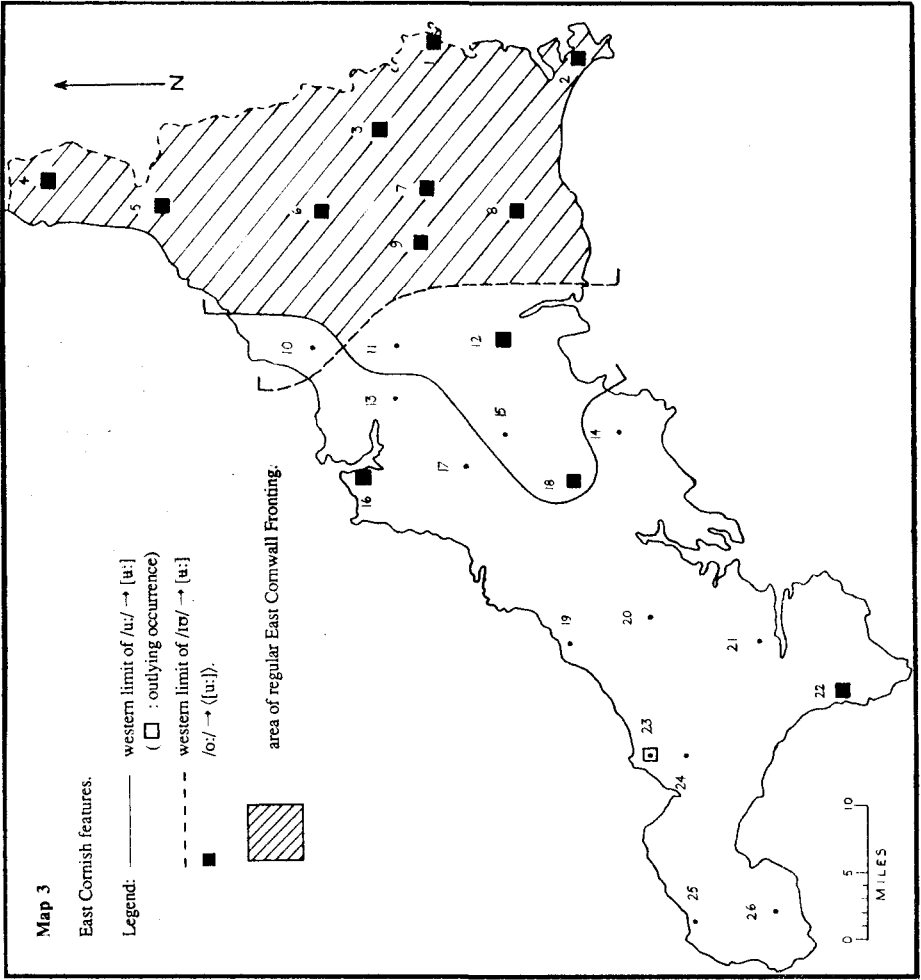 Map 3
East Cornish features.
Legend: western limit of /u:/ → [ʉ:]
( □ : outlying occurrence)
western limit of /ɪʊ/ → [ʉ:]
/o:/ → ([u:]).
area of regular East Cornwall Fronting.
N
1
2
3
4
5
6
7
8
9
10
11
12
13
14
15
16
17
18
19
20
21
22
23
24
25
26
0 5 10
MILES